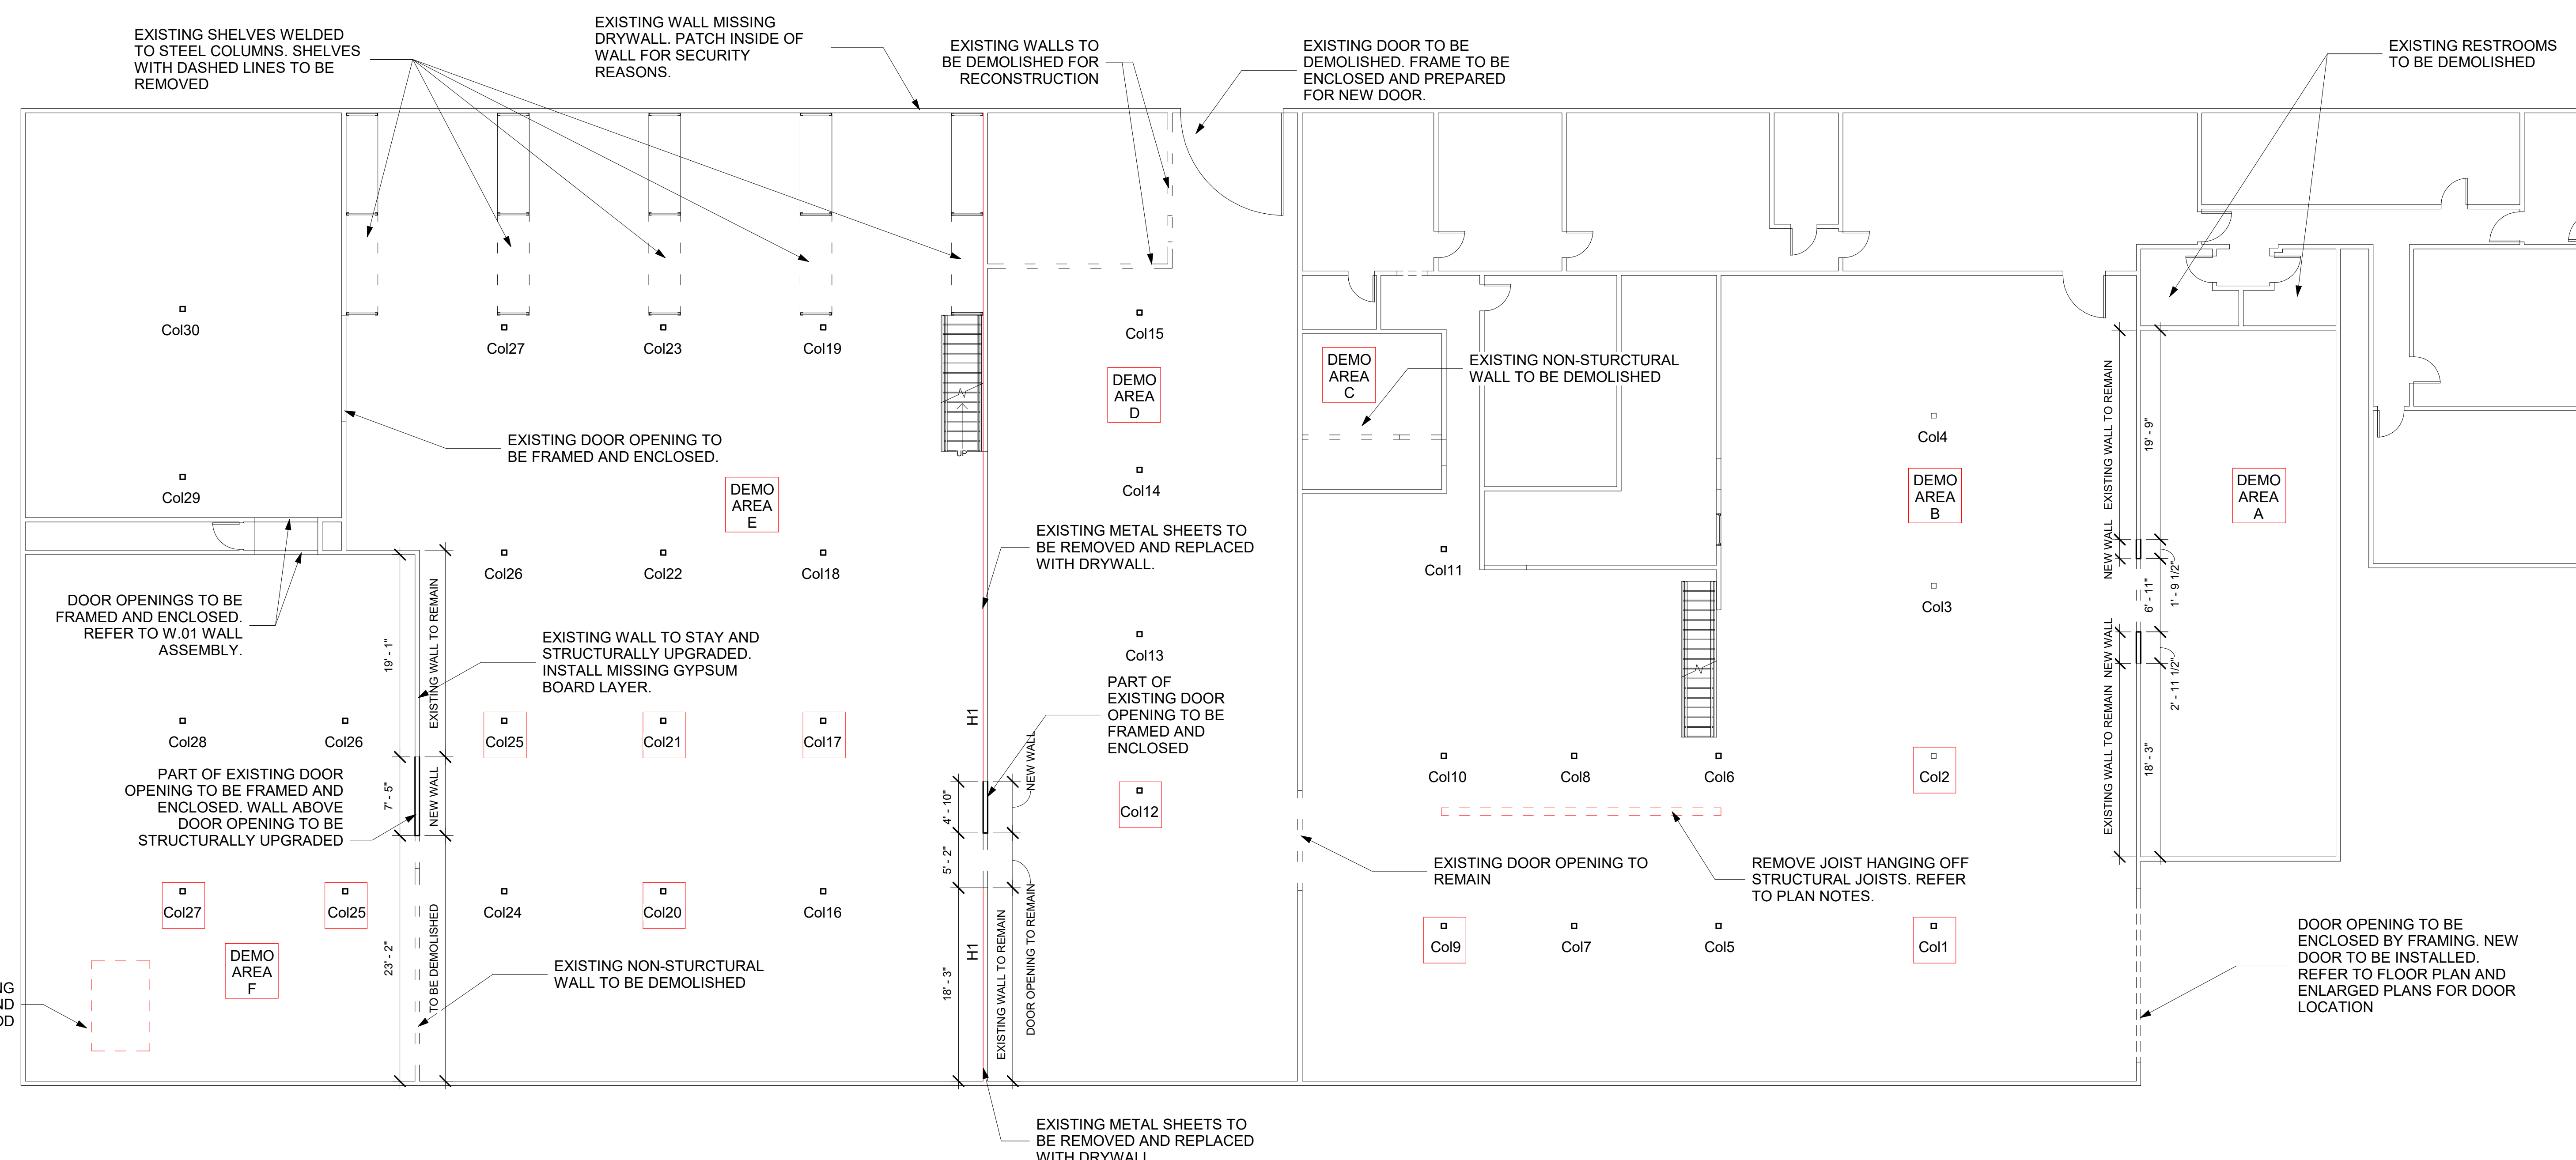 EXISTING SHELVES WELDED
TO STEEL COLUMNS. SHELVES
WITH DASHED LINES TO BE
REMOVED
EXISTING WALL MISSING
DRYWALL. PATCH INSIDE OF
WALL FOR SECURITY
REASONS.
EXISTING WALLS TO
BE DEMOLISHED FOR
RECONSTRUCTION
EXISTING DOOR TO BE
DEMOLISHED. FRAME TO BE
ENCLOSED AND PREPARED
FOR NEW DOOR.
EXISTING RESTROOMS
TO BE DEMOLISHED
Col30
Col27
Col23
Col19
Col15
DEMO
AREA
D
DEMO
AREA
C
EXISTING NON-STURCTURAL
WALL TO BE DEMOLISHED
Col4
EXISTING WALL TO REMAIN
19' - 9"
EXISTING DOOR OPENING TO
BE FRAMED AND ENCLOSED.
UP
Col29
DEMO
AREA
E
Col14
DEMO
AREA
B
DEMO
AREA
A
EXISTING METAL SHEETS TO
BE REMOVED AND REPLACED
WITH DRYWALL.
Col26
Col22
Col18
Col11
NEW WALL
6' - 11"
1' - 9 1/2"
Col3
DOOR OPENINGS TO BE
FRAMED AND ENCLOSED.
REFER TO W.01 WALL
ASSEMBLY.
19' - 1"
EXISTING WALL TO REMAIN
EXISTING WALL TO STAY AND
STRUCTURALLY UPGRADED.
INSTALL MISSING GYPSUM
BOARD LAYER.
Col13
PART OF
EXISTING DOOR
OPENING TO BE
FRAMED AND
ENCLOSED
NEW WALL
2' - 11 1/2"
Col28
Col26
Col25
Col21
Col17
H1
NEW WALL
Col10
Col8
Col6
Col2
EXISTING WALL TO REMAIN
18' - 3"
PART OF EXISTING DOOR
OPENING TO BE FRAMED AND
ENCLOSED. WALL ABOVE
DOOR OPENING TO BE
STRUCTURALLY UPGRADED
7' - 5"
NEW WALL
4' - 10"
Col12
5' - 2"
EXISTING DOOR OPENING TO
REMAIN
REMOVE JOIST HANGING OFF
STRUCTURAL JOISTS. REFER
TO PLAN NOTES.
Col27
Col25
Col24
Col20
Col16
Col9
Col7
Col5
Col1
DEMO
AREA
F
23' - 2"
TO BE DEMOLISHED
EXISTING NON-STURCTURAL
WALL TO BE DEMOLISHED
18' - 3"
H1
EXISTING WALL TO REMAIN
DOOR OPENING TO REMAIN
DOOR OPENING TO BE
ENCLOSED BY FRAMING. NEW
DOOR TO BE INSTALLED.
REFER TO FLOOR PLAN AND
ENLARGED PLANS FOR DOOR
LOCATION
EXISTING METAL SHEETS TO
BE REMOVED AND REPLACED
WITH DRYWALL